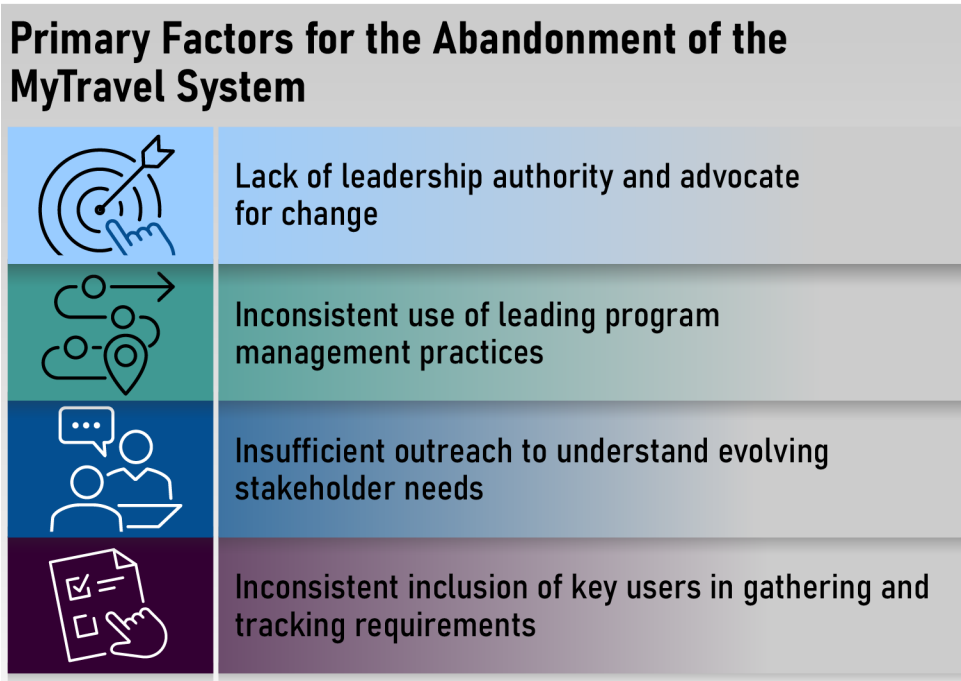 Primary Factors for the Abandonment of the
MyTravel System
Lack of leadership authority and advocate
for change
Inconsistent use of leading program
management practices
Insufficient outreach to understand evolving
stakeholder needs
Inconsistent inclusion of key users in gathering and
tracking requirements